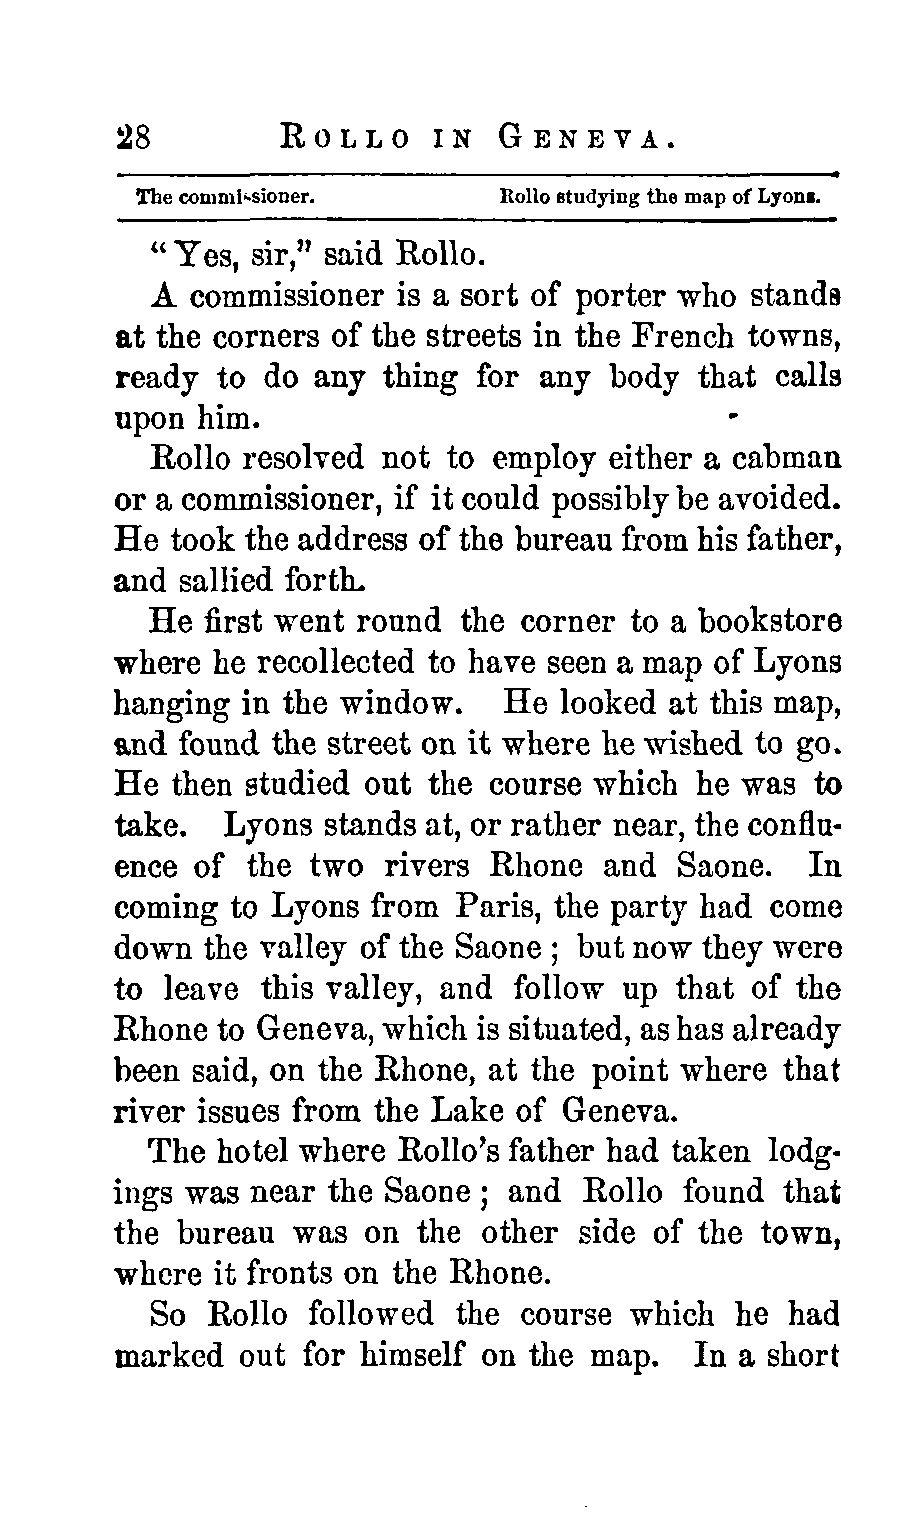 28 ROLLO IN GENEVA.
The commissioner. Rollo studying the map of Lyons.
“Yes, sir,” said Rollo.
A commissioner is a sort of porter who stands
at the corners of the streets in the French towns,
ready to do any thing for any body that calls
upon him.
Rollo resolved not to employ either a cabman
or a commissioner, if it could possibly be avoided.
He took the address of the bureau from his father,
and sallied forth.
He first went round the corner to a bookstore
where he recollected to have seen a map of Lyons
hanging in the window. He looked at this map,
and found the street on it where he wished to go.
He then studied out the course which he was to
take. Lyons stands at, or rather near, the conflu-
ence of the two rivers Rhone and Saone. In
coming to Lyons from Paris, the party had come
down the valley of the Saone; but now they were
to leave this valley, and follow up that of the
Rhone to Geneva, which is situated, as has already
been said, on the Rhone, at the point where that
river issues from the Lake of Geneva.
The hotel where Rollo’s father had taken lodg-
ings was near the Saone; and Rollo found that
the bureau was on the other side of the town,
where it fronts on the Rhone.
So Rollo followed the course which he had
marked out for himself on the map. In a short